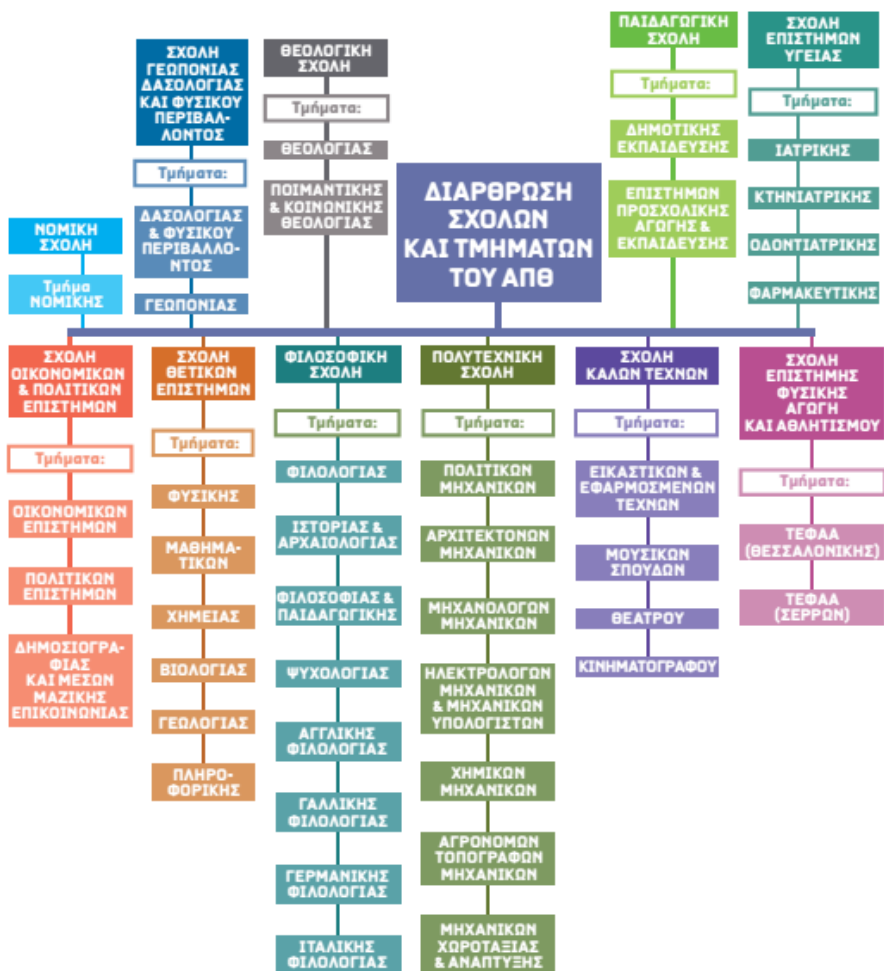 ΝΟΜΙΚΗ
ΣΧΟΛΗ
Τμήμα
ΝΟΜΙΚΗΣ
ΣΧΟΛΗ
ΓΕΩΠΟΝΙΑΣ
ΔΑΣΟΛΟΓΙΑΣ
ΚΑΙ ΦΥΣΙΚΟΥ
ΠΕΡΙΒΑΛ-
ΛΟΝΤΟΣ
Τμήματα:
ΔΑΣΟΛΟΓΙΑΣ
& ΦΥΣΙΚΟΥ
ΠΕΡΙΒΑΛΛΟ-
ΝΤΟΣ
ΓΕΩΠΟΝΙΑΣ
ΘΕΟΛΟΓΙΚΗ
ΣΧΟΛΗ
Τμήματα:
ΘΕΟΛΟΓΙΑΣ
ΠΟΙΜΑΝΤΙΚΗΣ
& ΚΟΙΝΩΝΙΚΗΣ
ΘΕΟΛΟΓΙΑΣ
ΔΙΑΡΘΡΩΣΗ
ΣΧΟΛΩΝ
ΚΑΙ ΤΜΗΜΑΤΩΝ
ΤΟΥ ΑΠΘ
ΠΑΙΔΑΓΩΓΙΚΗ
ΣΧΟΛΗ
Τμήματα:
ΔΗΜΟΤΙΚΗΣ
ΕΚΠΑΙΔΕΥΣΗΣ
ΕΠΙΣΤΗΜΩΝ
ΠΡΟΣΧΟΛΙΚΗΣ
ΑΓΩΓΗΣ &
ΕΚΠΑΙΔΕΥΣΗΣ
ΣΧΟΛΗ
ΕΠΙΣΤΗΜΩΝ
ΥΓΕΙΑΣ
Τμήματα:
ΙΑΤΡΙΚΗΣ
ΚΤΗΝΙΑΤΡΙΚΗΣ
ΟΔΟΝΤΙΑΤΡΙΚΗΣ
ΦΑΡΜΑΚΕΥΤΙΚΗΣ
ΣΧΟΛΗ
ΟΙΚΟΝΟΜΙΚΩΝ
& ΠΟΛΙΤΙΚΩΝ
ΕΠΙΣΤΗΜΩΝ
Τμήματα:
ΟΙΚΟΝΟΜΙΚΩΝ
ΕΠΙΣΤΗΜΩΝ
ΠΟΛΙΤΙΚΩΝ
ΕΠΙΣΤΗΜΩΝ
ΔΗΜΟΣΙΟΓΡΑ-
ΦΙΑΣ
ΚΑΙ ΜΕΣΩΝ
ΜΑΖΙΚΗΣ
ΕΠΙΚΟΙΝΩΝΙΑΣ
ΣΧΟΛΗ
ΘΕΤΙΚΩΝ
ΕΠΙΣΤΗΜΩΝ
Τμήματα:
ΦΥΣΙΚΗΣ
ΜΑΘΗΜΑ-
ΤΙΚΩΝ
ΧΗΜΕΙΑΣ
ΒΙΟΛΟΓΙΑΣ
ΓΕΩΛΟΓΙΑΣ
ΠΛΗΡΟ-
ΦΟΡΙΚΗΣ
ΦΙΛΟΣΟΦΙΚΗ
ΣΧΟΛΗ
Τμήματα:
ΦΙΛΟΛΟΓΙΑΣ
ΙΣΤΟΡΙΑΣ &
ΑΡΧΑΙΟΛΟΓΙΑΣ
ΦΙΛΟΣΟΦΙΑΣ &
ΠΑΙΔΑΓΩΓΙΚΗΣ
ΨΥΧΟΛΟΓΙΑΣ
ΑΓΓΛΙΚΗΣ
ΦΙΛΟΛΟΓΙΑΣ
ΓΑΛΛΙΚΗΣ
ΦΙΛΟΛΟΓΙΑΣ
ΓΕΡΜΑΝΙΚΗΣ
ΦΙΛΟΛΟΓΙΑΣ
ΙΤΑΛΙΚΗΣ
ΦΙΛΟΛΟΓΙΑΣ
ΠΟΛΥΤΕΧΝΙΚΗ
ΣΧΟΛΗ
Τμήματα:
ΠΟΛΙΤΙΚΩΝ
ΜΗΧΑΝΙΚΩΝ
ΑΡΧΙΤΕΚΤΟΝΩΝ
ΜΗΧΑΝΙΚΩΝ
ΜΗΧΑΝΟΛΟΓΩΝ
ΜΗΧΑΝΙΚΩΝ
ΗΛΕΚΤΡΟΛΟΓΩΝ
ΜΗΧΑΝΙΚΩΝ
& ΜΗΧΑΝΙΚΩΝ
ΥΠΟΛΟΓΙΣΤΩΝ
ΧΗΜΙΚΩΝ
ΜΗΧΑΝΙΚΩΝ
ΑΓΡΟΝΟΜΩΝ
ΤΟΠΟΓΡΑΦΩΝ
ΜΗΧΑΝΙΚΩΝ
ΜΗΧΑΝΙΚΩΝ
ΧΩΡΟΤΑΞΙΑΣ
& ΑΝΑΠΤΥΞΗΣ
ΣΧΟΛΗ
ΚΑΛΩΝ ΤΕΧΝΩΝ
Τμήματα:
ΕΙΚΑΣΤΙΚΩΝ &
ΕΦΑΡΜΟΣΜΕΝΩΝ
ΤΕΧΝΩΝ
ΜΟΥΣΙΚΩΝ
ΣΠΟΥΔΩΝ
ΘΕΑΤΡΟΥ
ΚΙΝΗΜΑΤΟΓΡΑΦΟΥ
ΣΧΟΛΗ
ΕΠΙΣΤΗΜΗΣ
ΦΥΣΙΚΗΣ
ΑΓΩΓΗ
ΚΑΙ ΑΘΛΗΤΙΣΜΟΥ
Τμήματα:
ΤΕΦΑΑ
(ΘΕΣΣΑΛΟΝΙΚΗΣ)
ΤΕΦΑΑ
(ΣΕΡΡΩΝ)